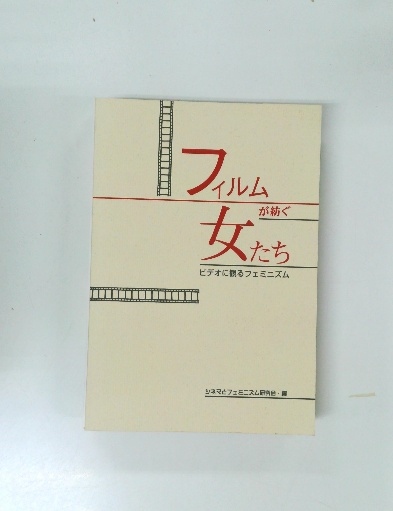 フィルム
が紡ぐ
女たち
ビデオに観るフェミニズム
シネマとフェミニズム研究会・編